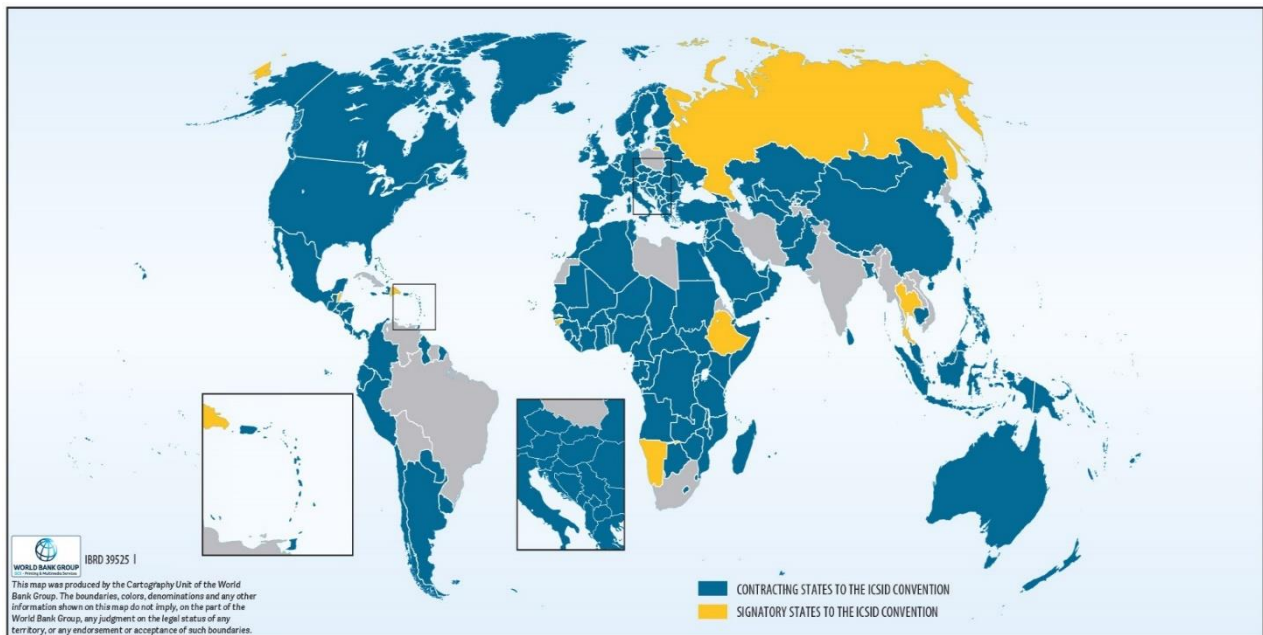 WORLD BANK GROUP
IBRD 39525 |
This map was produced by the Cartography Unit of the World
Bank Group. The boundaries, colors, denominations and any other
information shown on this map do not imply, on the part of the
World Bank Group, any judgment on the legal status of any
territory, or any endorsement or acceptance of such boundaries.
CONTRACTING STATES TO THE ICSID CONVENTION
SIGNATORY STATES TO THE ICSID CONVENTION